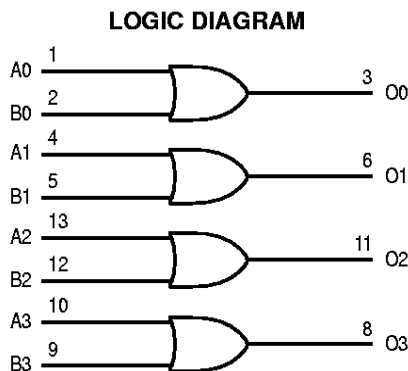 LOGIC DIAGRAM
A0 1
3 O0
B0 2
A1 4
6 O1
B1 5
A2 13
11 O2
B2 12
A3 10
8 O3
B3 9